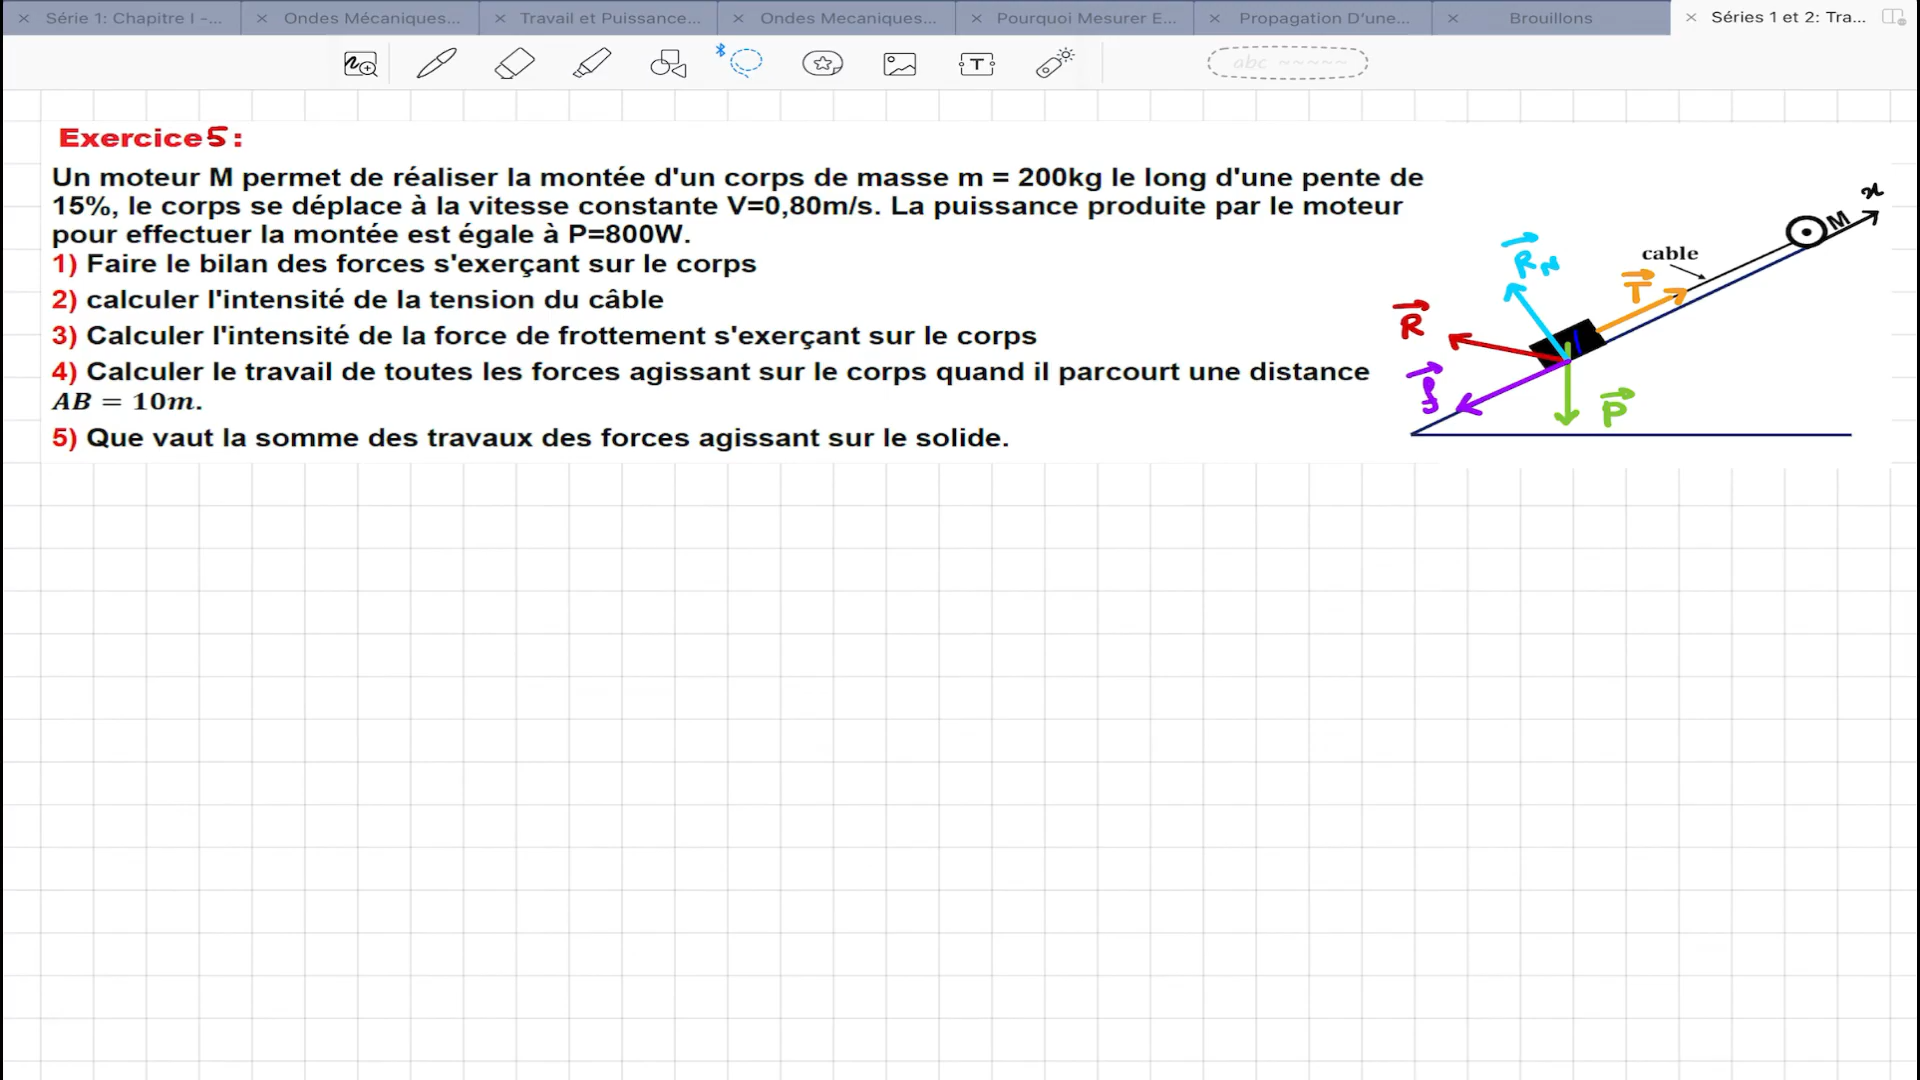 Série 1: Chapitre I -...
Ondes Mécaniques...
Travail et Puissance...
Ondes Mecaniques...
Pourquoi Mesurer E...
Propagation D'une...
Brouillons
Séries 1 et 2: Tra...
T
abc ~~~~~
Exercice 5 :
Un moteur M permet de réaliser la montée d'un corps de masse m = 200kg le long d'une pente de
15%, le corps se déplace à la vitesse constante V=0,80m/s. La puissance produite par le moteur
pour effectuer la montée est égale à P=800W.
1) Faire le bilan des forces s'exerçant sur le corps
2) calculer l'intensité de la tension du câble
3) Calculer l'intensité de la force de frottement s'exerçant sur le corps
4) Calculer le travail de toutes les forces agissant sur le corps quand il parcourt une distance
AB = 10m.
5) Que vaut la somme des travaux des forces agissant sur le solide.
x
M
cable
R⃗N
T⃗
R⃗
f⃗
P⃗